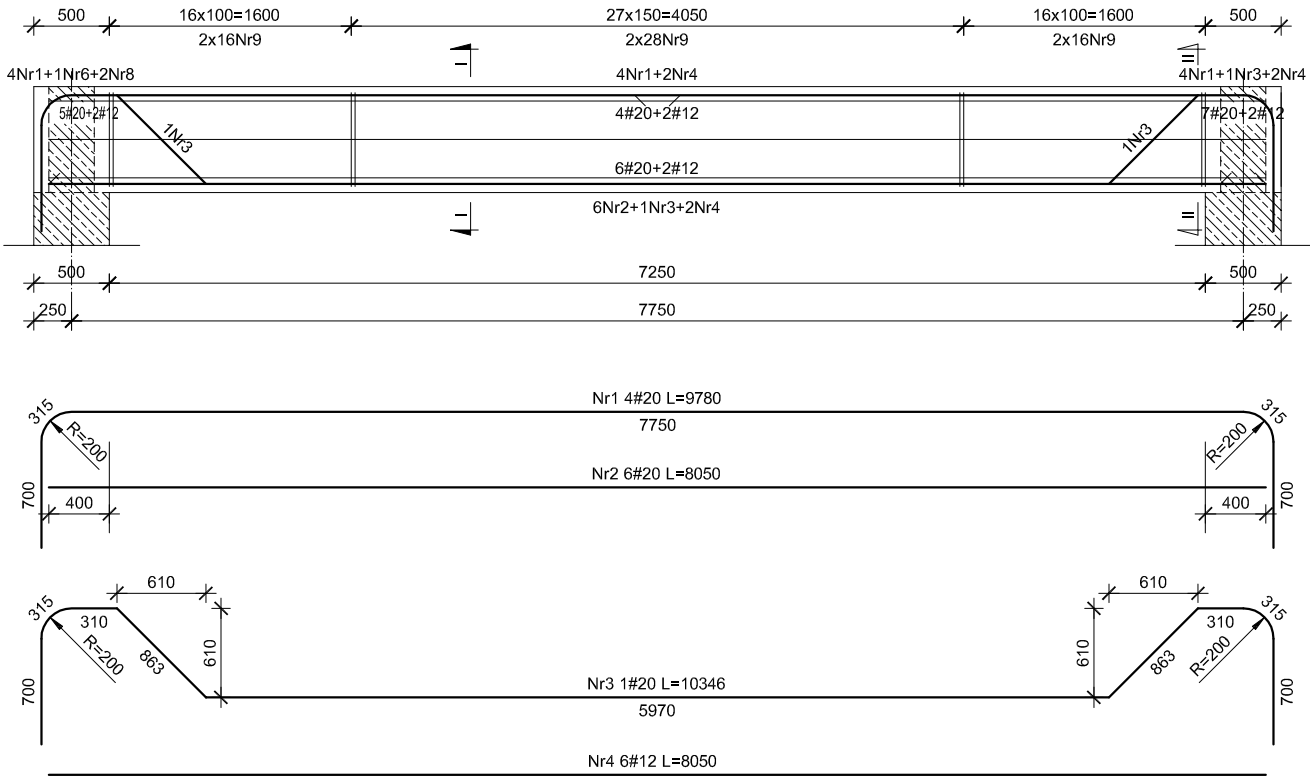 500
16x100=1600
27x150=4050
16x100=1600
500
2x16Nr9
2x28Nr9
2x16Nr9
I
II
4Nr1+1Nr6+2Nr8
4Nr1+2Nr4
4Nr1+1Nr3+2Nr4
5#20+2#12
4#20+2#12
7#20+2#12
1Nr3
1Nr3
6#20+2#12
6Nr2+1Nr3+2Nr4
I
II
500
7250
500
250
7750
250
315
Nr1 4#20 L=9780
315
R=200
7750
R=200
Nr2 6#20 L=8050
700
400
400
700
610
610
315
310
310
315
R=200
863
610
610
863
R=200
700
Nr3 1#20 L=10346
700
5970
Nr4 6#12 L=8050